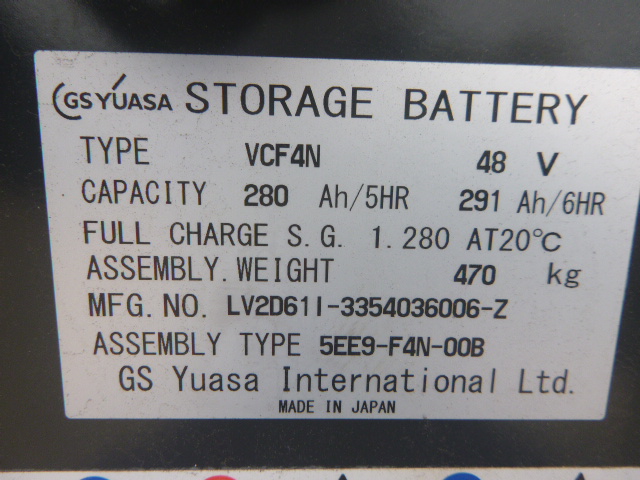 GS YUASA STORAGE BATTERY
TYPE VCF4N 48 V
CAPACITY 280 Ah/5HR 291 Ah/6HR
FULL CHARGE S.G. 1.280 AT20℃
ASSEMBLY.WEIGHT 470 kg
MFG.NO. LV2D61I-3354036006-Z
ASSEMBLY TYPE 5EE9-F4N-00B
GS Yuasa International Ltd.
MADE IN JAPAN